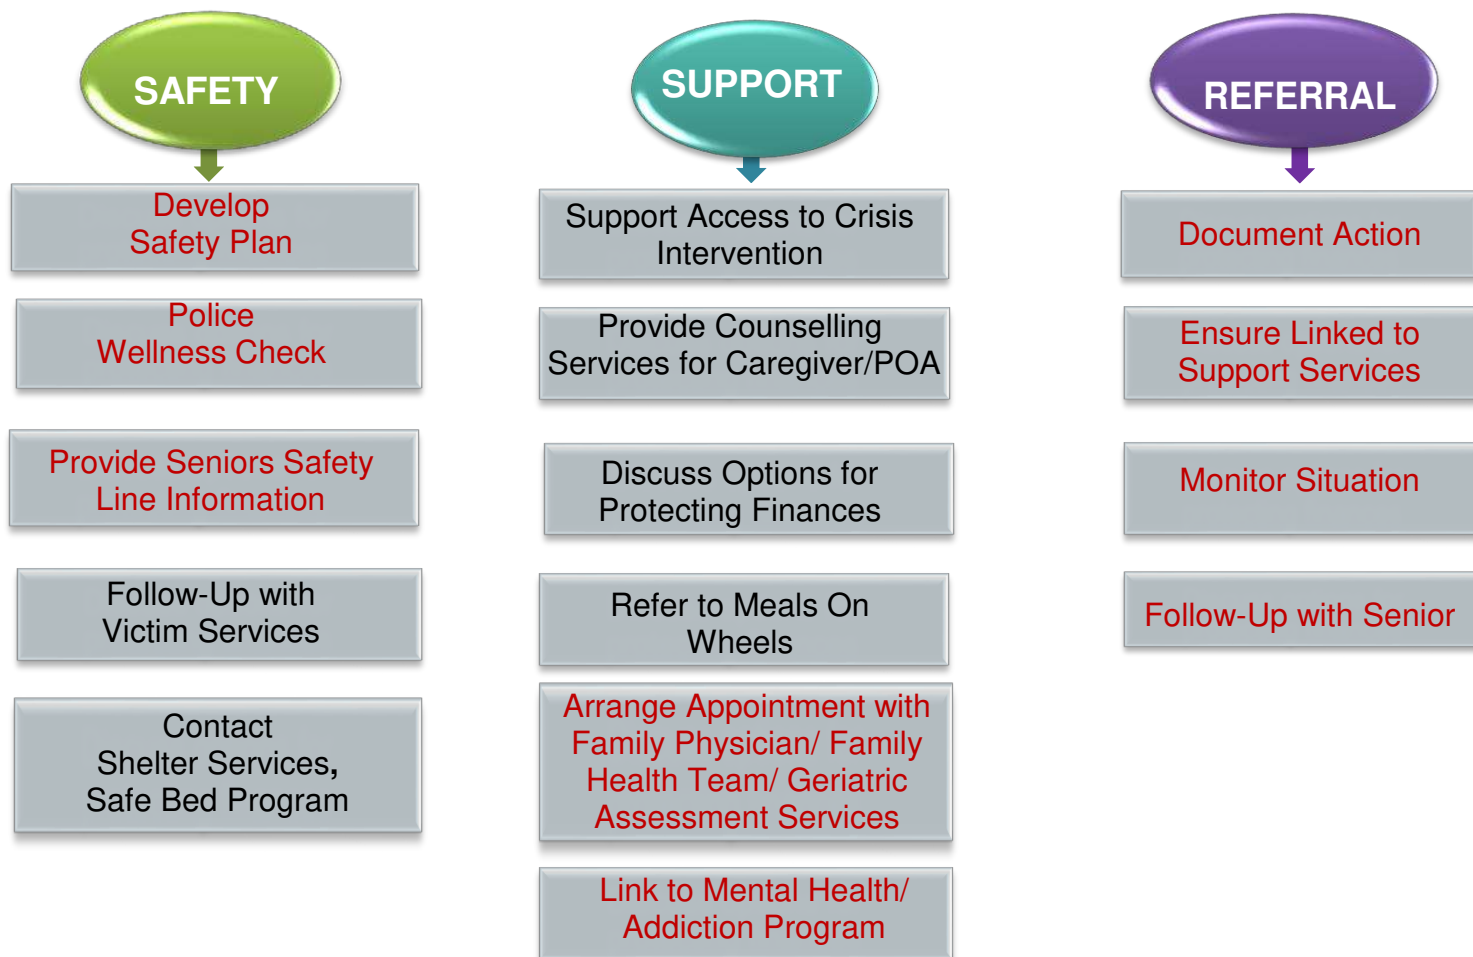 SAFETY
Develop
Safety Plan
Police
Wellness Check
Provide Seniors Safety
Line Information
Follow-Up with
Victim Services
Contact
Shelter Services,
Safe Bed Program
SUPPORT
Support Access to Crisis
Intervention
Provide Counselling
Services for Caregiver/POA
Discuss Options for
Protecting Finances
Refer to Meals On
Wheels
Arrange Appointment with
Family Physician/ Family
Health Team/ Geriatric
Assessment Services
Link to Mental Health/
Addiction Program
REFERRAL
Document Action
Ensure Linked to
Support Services
Monitor Situation
Follow-Up with Senior